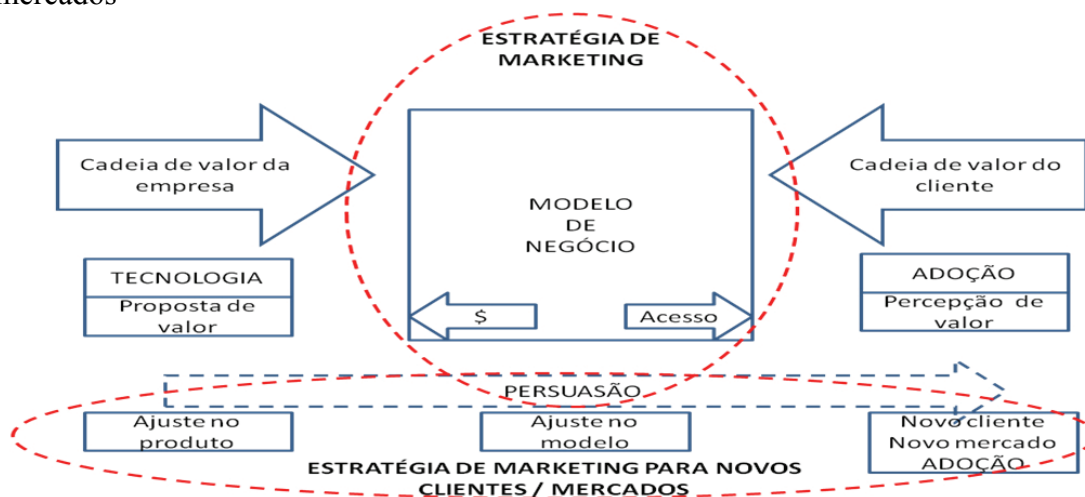 mercados
ESTRATÉGIA DE
MARKETING
Cadeia de valor da
empresa
Cadeia de valor do
cliente
MODELO
DE
NEGÓCIO
TECNOLOGIA
Proposta de
valor
ADOÇÃO
Percepção de
valor
$
Acesso
PERSUASÃO
Ajuste no
produto
Ajuste no
modelo
Novo cliente
Novo mercado
ADOÇÃO
ESTRATÉGIA DE MARKETING PARA NOVOS
CLIENTES / MERCADOS